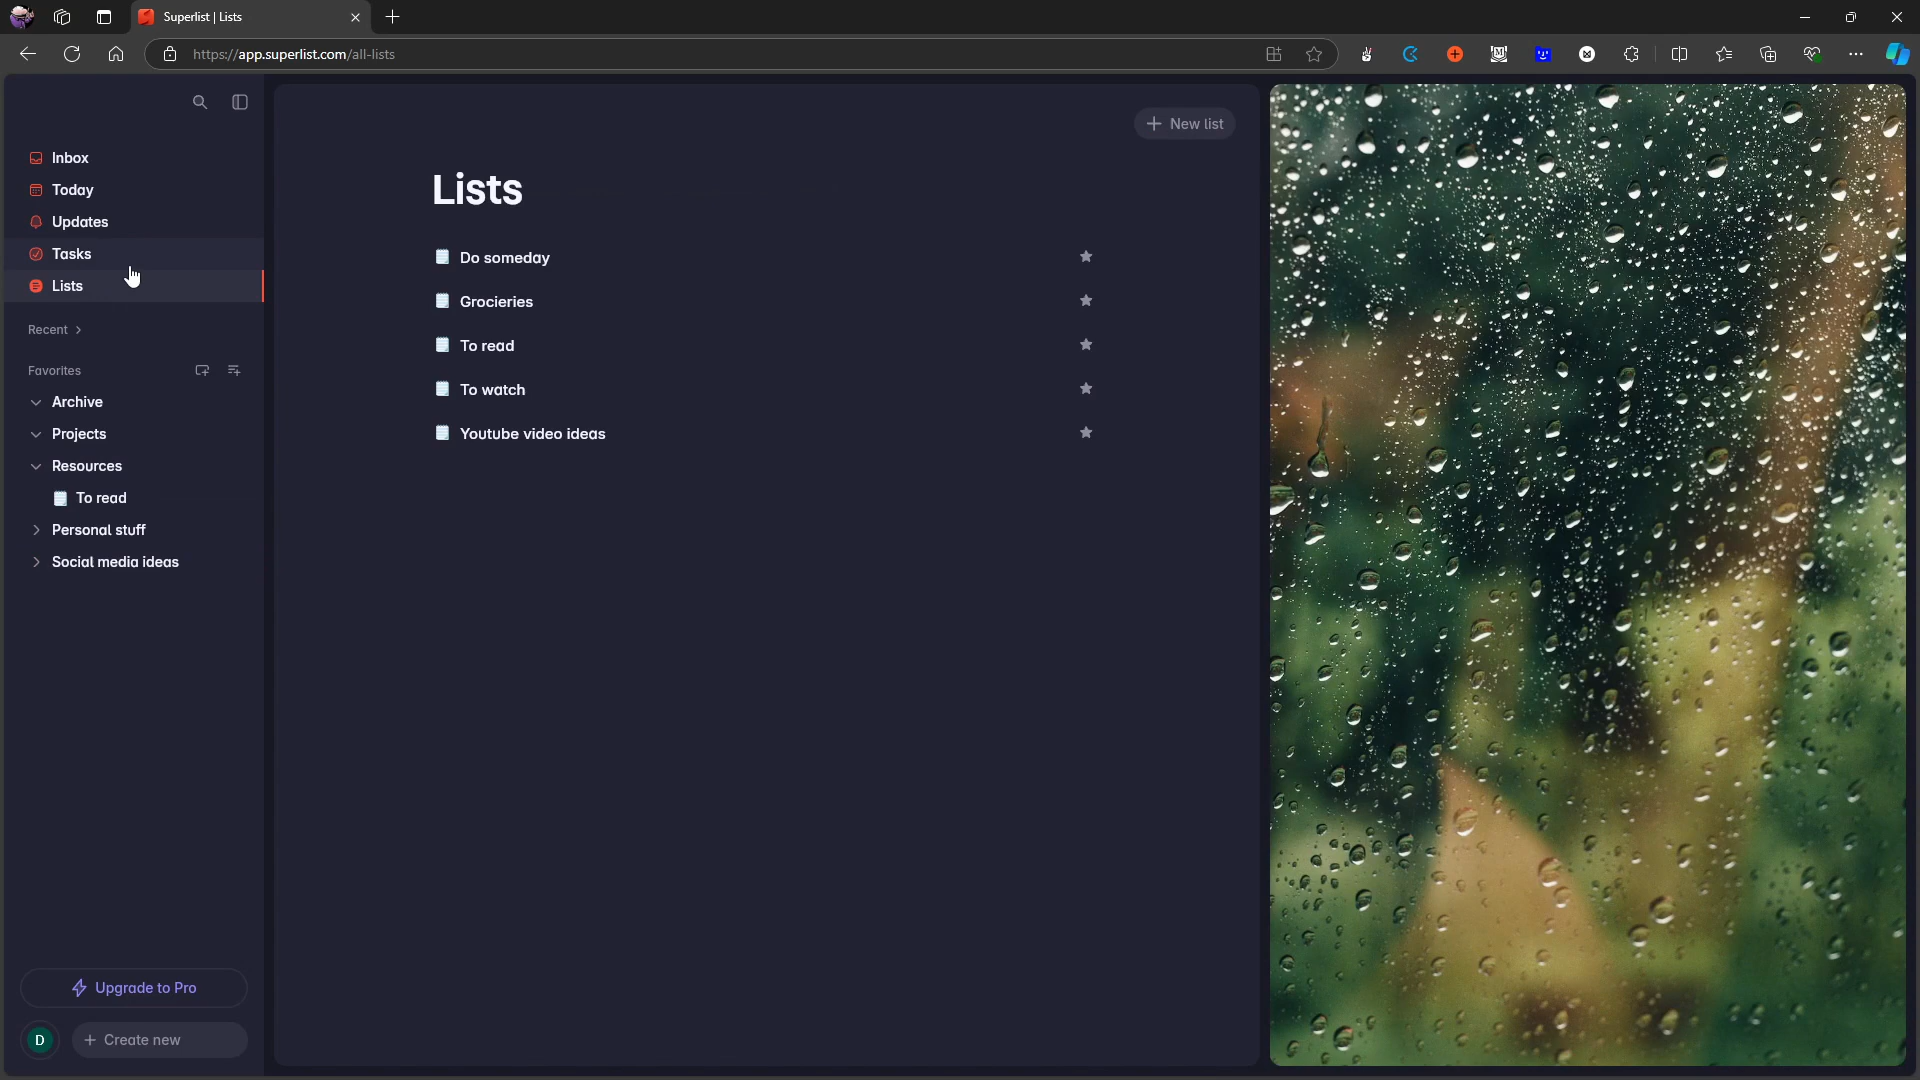 Superlist | Lists
https://app.superlist.com/all-lists
Inbox
Today
Updates
Tasks
Lists
Recent
Favorites
Archive
Projects
Resources
To read
Personal stuff
Social media ideas
Upgrade to Pro
D
Create new
New list
Lists
Do someday
Grocieries
To read
To watch
Youtube video ideas